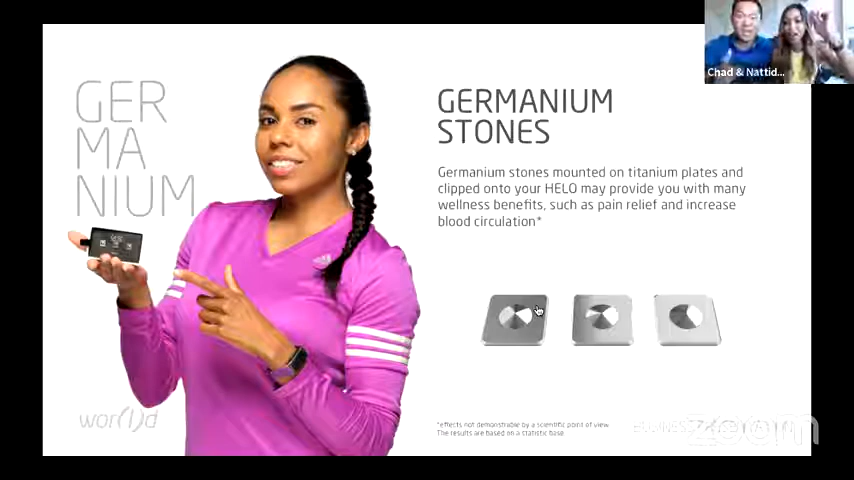 Chad & Nattid...
GER
MA
NIUM
GERMANIUM
STONES
Germanium stones mounted on titanium plates and
clipped onto your HELO may provide you with many
wellness benefits, such as pain relief and increase
blood circulation*
wor(l)d
*effects not demonstrable by a scientific point of view.
The results are based on a statistic base
zoom